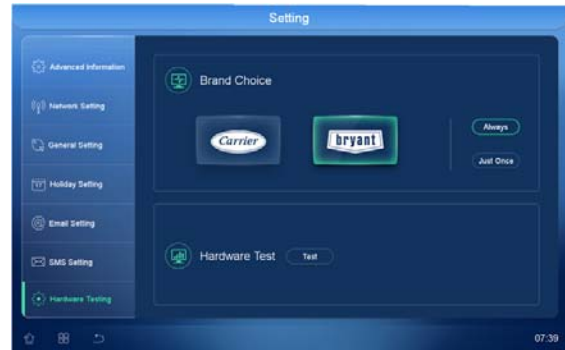 Setting
Advanced Information
Network Setting
General Setting
Holiday Setting
Email Setting
SMS Setting
Hardware Testing
Brand Choice
Carrier
bryant
Always
Just Once
Hardware Test
Test
07:39